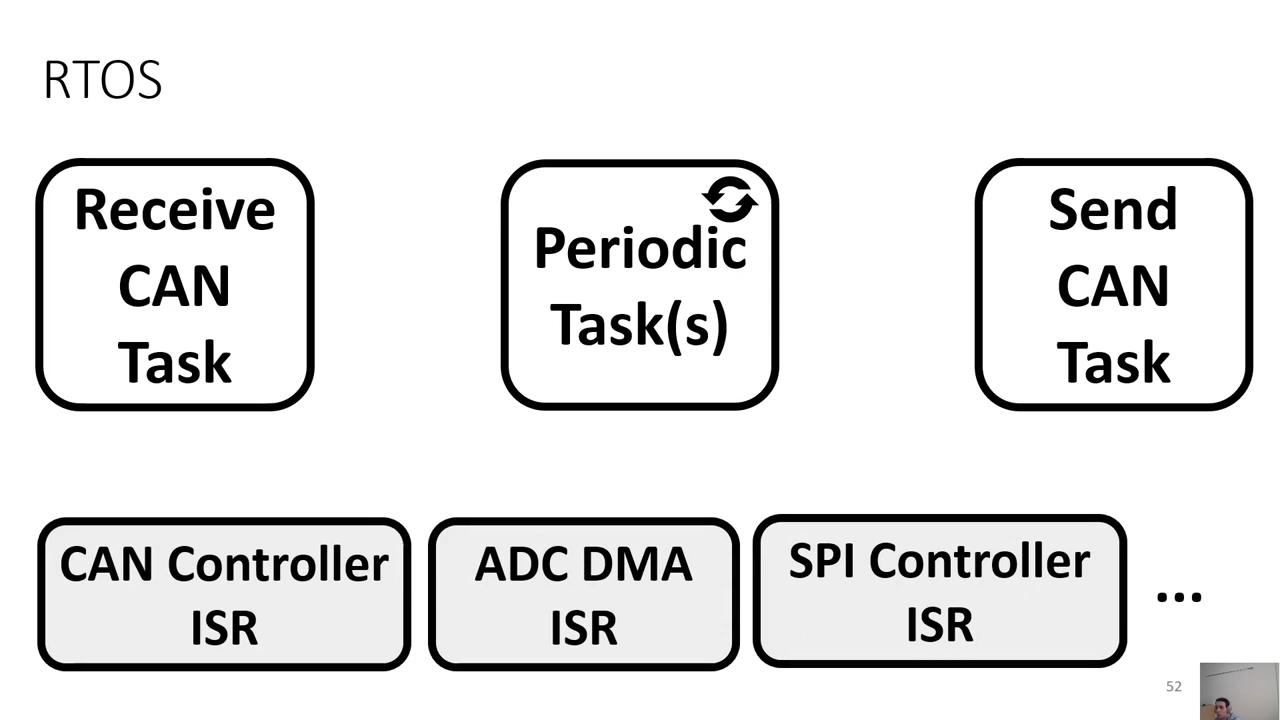 RTOS
Receive
CAN
Task
Periodic
Task(s)
Send
CAN
Task
CAN Controller
ISR
ADC DMA
ISR
SPI Controller
ISR
...
52